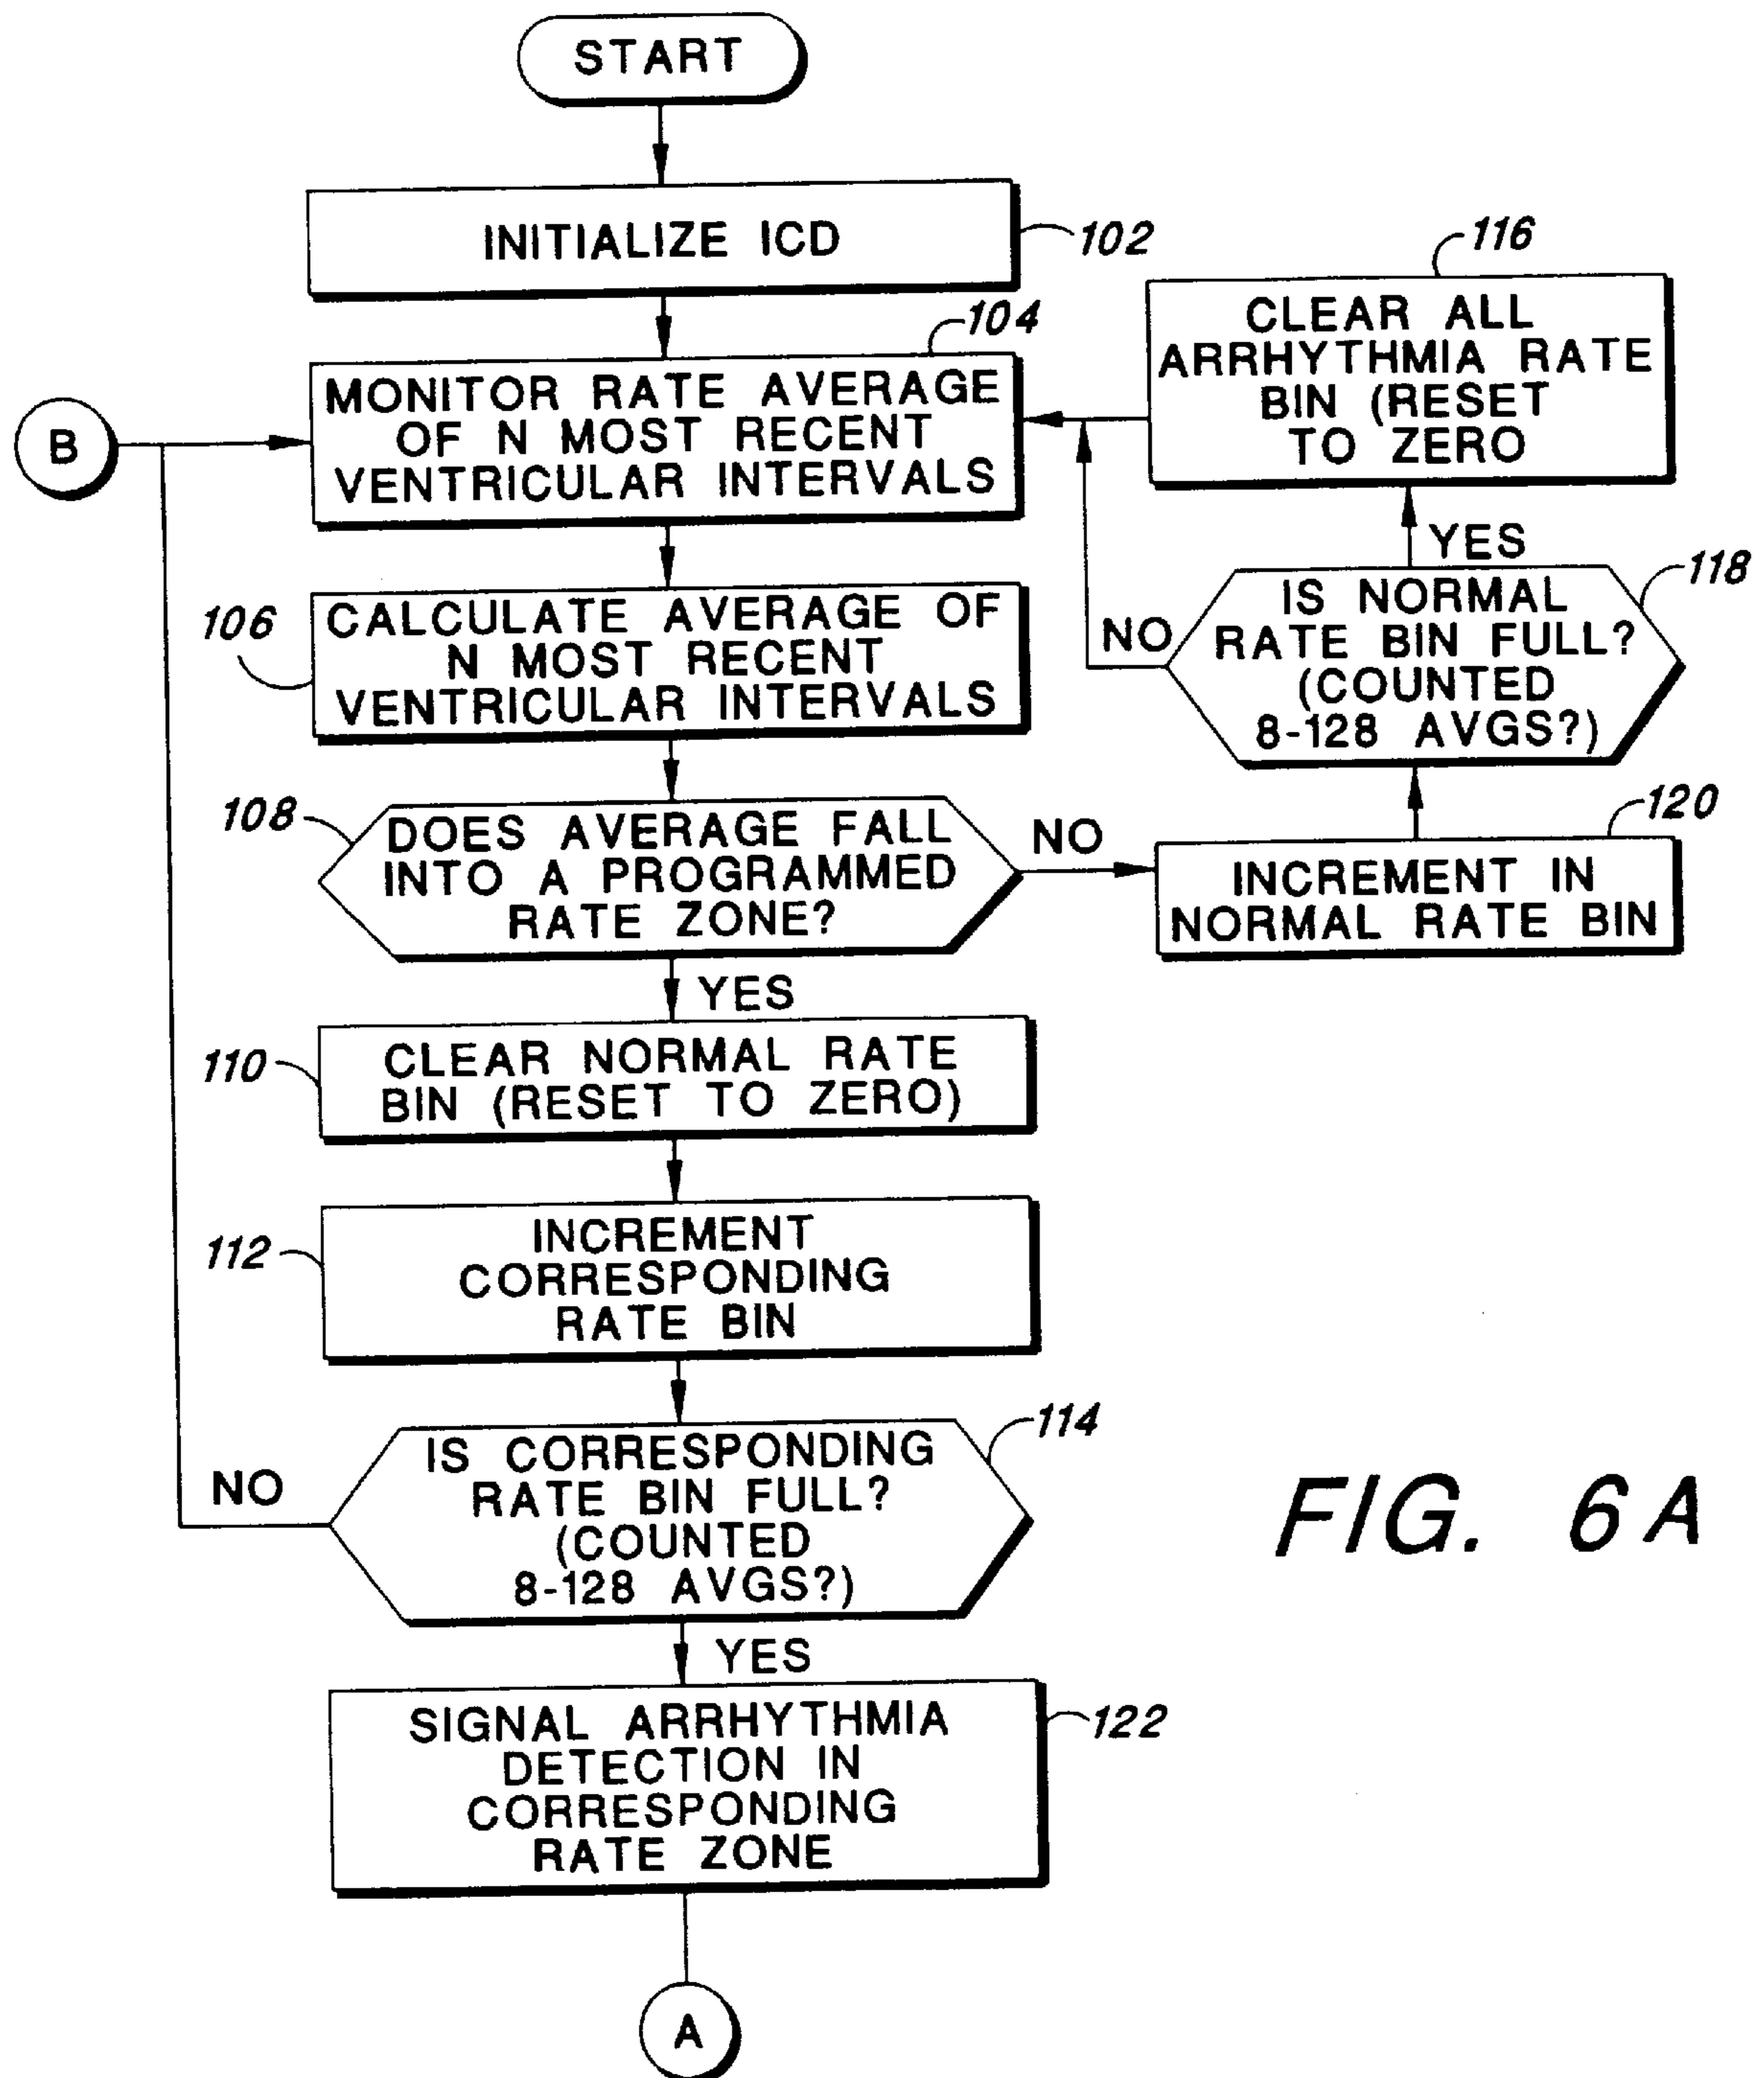 START
INITIALIZE ICD
102
104
MONITOR RATE AVERAGE
OF N MOST RECENT
VENTRICULAR INTERVALS
B
116
CLEAR ALL
ARRHYTHMIA RATE
BIN (RESET
TO ZERO
YES
118
IS NORMAL
RATE BIN FULL?
(COUNTED
8-128 AVGS?)
NO
106
CALCULATE AVERAGE OF
N MOST RECENT
VENTRICULAR INTERVALS
108
DOES AVERAGE FALL
INTO A PROGRAMMED
RATE ZONE?
NO
120
INCREMENT IN
NORMAL RATE BIN
YES
110
CLEAR NORMAL RATE
BIN (RESET TO ZERO)
112
INCREMENT
CORRESPONDING
RATE BIN
114
IS CORRESPONDING
RATE BIN FULL?
(COUNTED
8-128 AVGS?)
NO
YES
SIGNAL ARRHYTHMIA
DETECTION IN
CORRESPONDING
RATE ZONE
122
A
FIG. 6A